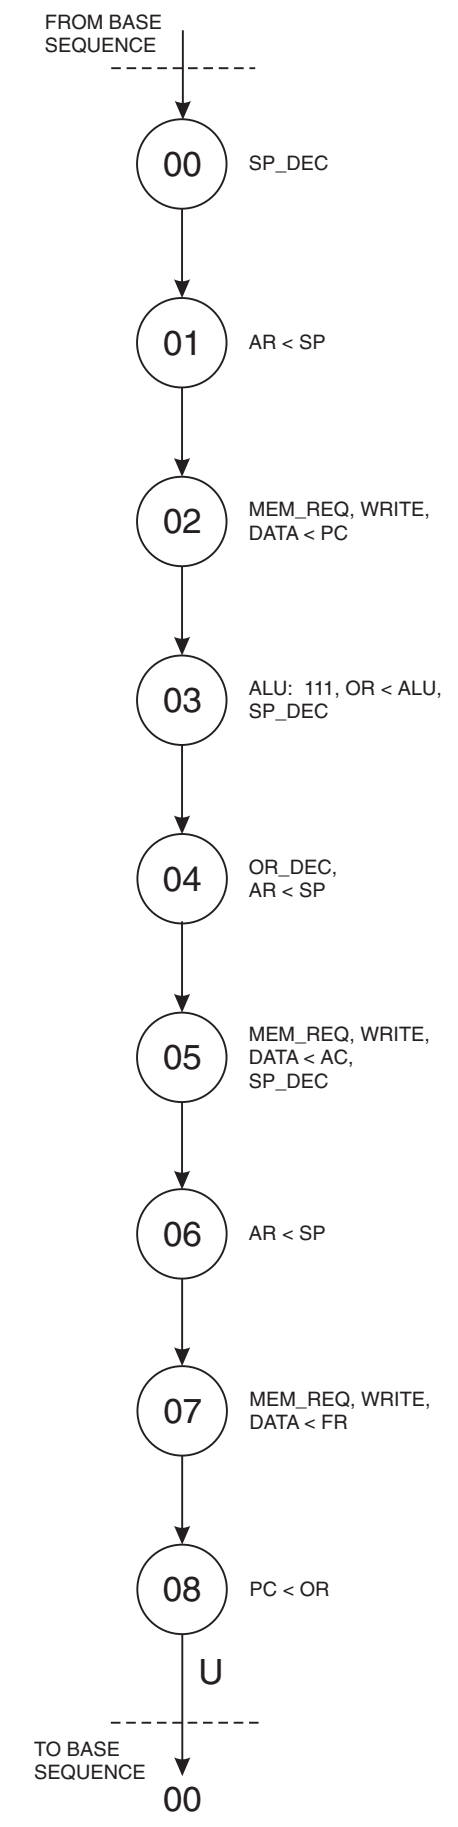 FROM BASE
SEQUENCE
00
SP_DEC
01
AR < SP
02
MEM_REQ, WRITE,
DATA < PC
03
ALU: 111, OR < ALU,
SP_DEC
04
OR_DEC,
AR < SP
05
MEM_REQ, WRITE,
DATA < AC,
SP_DEC
06
AR < SP
07
MEM_REQ, WRITE,
DATA < FR
08
PC < OR
U
TO BASE
SEQUENCE
00